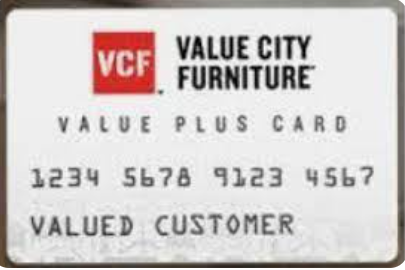 VCF. VALUE CITY
FURNITURE
VALUE PLUS CARD
1234 5678 9123 4567
VALUED CUSTOMER